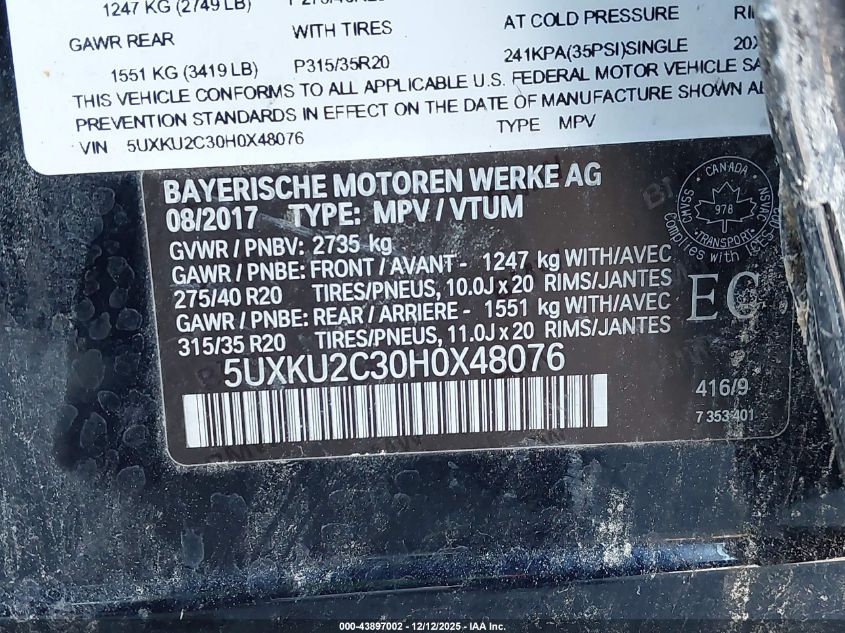 1247 KG (2749 LB)
GAWR REAR WITH TIRES AT COLD PRESSURE
1551 KG (3419 LB) P315/35R20 241KPA(35PSI)SINGLE
THIS VEHICLE CONFORMS TO ALL APPLICABLE U.S. FEDERAL MOTOR VEHICLE
PREVENTION STANDARDS IN EFFECT ON THE DATE OF MANUFACTURE SHOWN
VIN 5UXKU2C30H0X48076 TYPE MPV
BAYERISCHE MOTOREN WERKE AG
08/2017 TYPE: MPV / VTUM
GVWR / PNBV: 2735 kg
GAWR / PNBE: FRONT / AVANT - 1247 kg WITH/AVEC
275/40 R20 TIRES/PNEUS, 10.0J x 20 RIMS/JANTES
GAWR / PNBE: REAR / ARRIERE - 1551 kg WITH/AVEC
315/35 R20 TIRES/PNEUS, 11.0J x 20 RIMS/JANTES
5UXKU2C30H0X48076
CANADA
978
TRANSPORT
EC
416/9
7 353 401
000-43897002 - 12/12/2025 - IAA Inc.